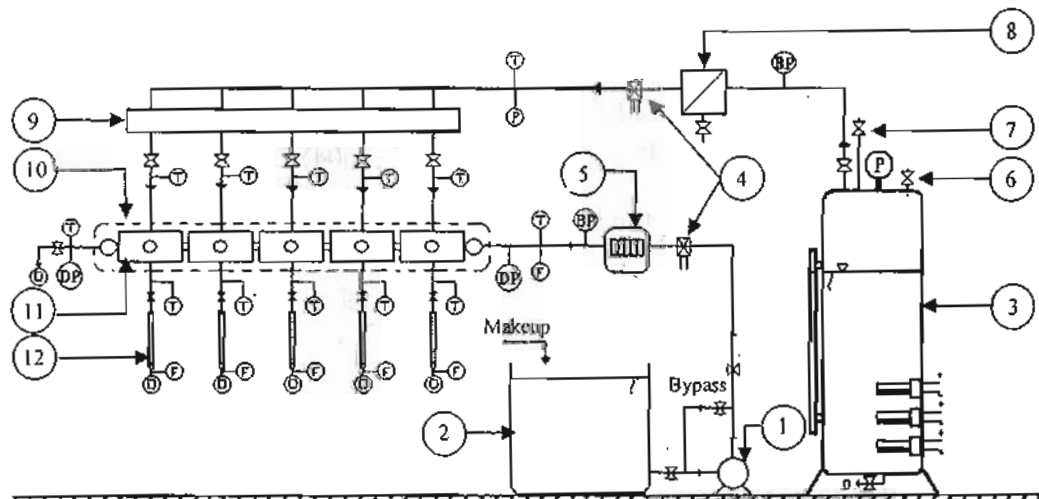 8
T
BP
9
P
7
10
5
4
P
6
T T T T T
T
T BP
DP
D
DP
F
11
3
T T T T T
Makeup
12
F F F F F
D D D D D
Bypass
2
1
D